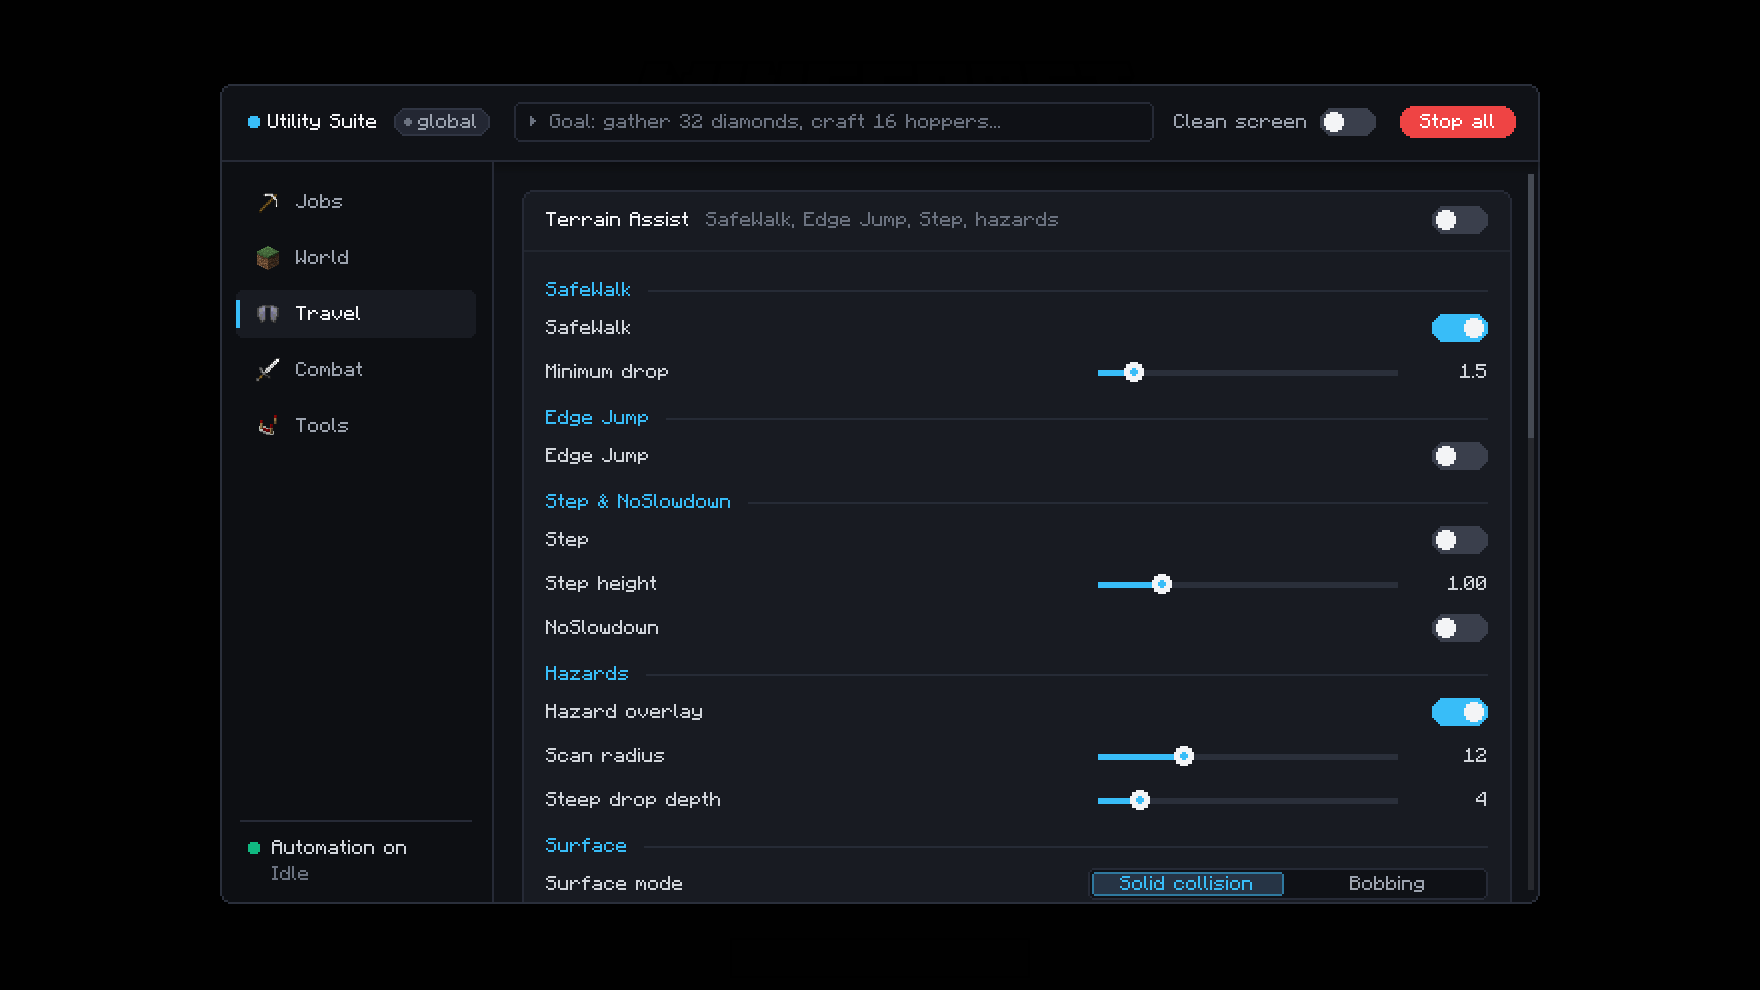 Utility Suite
global
Goal: gather 32 diamonds, craft 16 hoppers...
Clean screen
Stop all
Jobs
World
Travel
Combat
Tools
Automation on
Idle
Terrain Assist SafeWalk, Edge Jump, Step, hazards
SafeWalk
SafeWalk
Minimum drop 1.5
Edge Jump
Edge Jump
Step & NoSlowdown
Step
Step height 1.00
NoSlowdown
Hazards
Hazard overlay
Scan radius 12
Steep drop depth 4
Surface
Surface mode Solid collision Bobbing